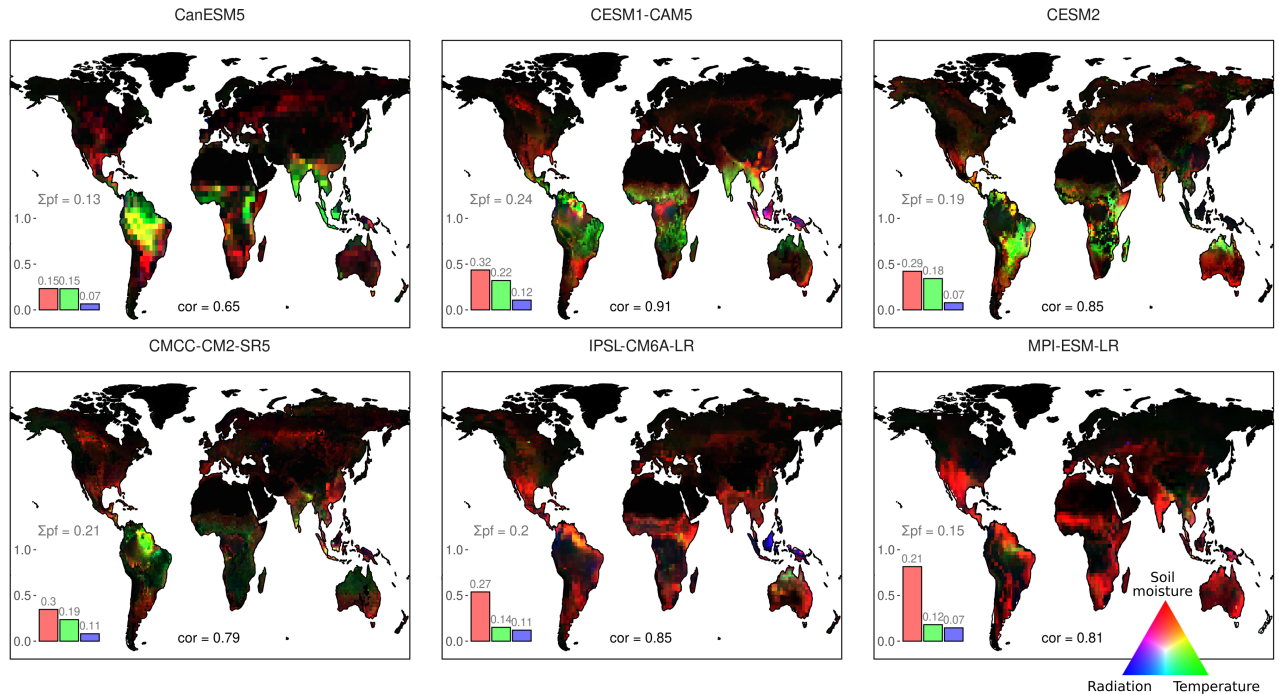 CanESM5
CESM1-CAM5
CESM2
Σpf = 0.13
1.0
0.5
0.0
0.15
0.15
0.07
cor = 0.65
Σpf = 0.24
1.0
0.5
0.0
0.32
0.22
0.12
cor = 0.91
Σpf = 0.19
1.0
0.5
0.0
0.29
0.18
0.07
cor = 0.85
CMCC-CM2-SR5
IPSL-CM6A-LR
MPI-ESM-LR
Σpf = 0.21
1.0
0.5
0.0
0.3
0.19
0.11
cor = 0.79
Σpf = 0.2
1.0
0.5
0.0
0.27
0.14
0.11
cor = 0.85
Σpf = 0.15
1.0
0.5
0.0
0.21
0.12
0.07
cor = 0.81
Soil
moisture
Radiation
Temperature